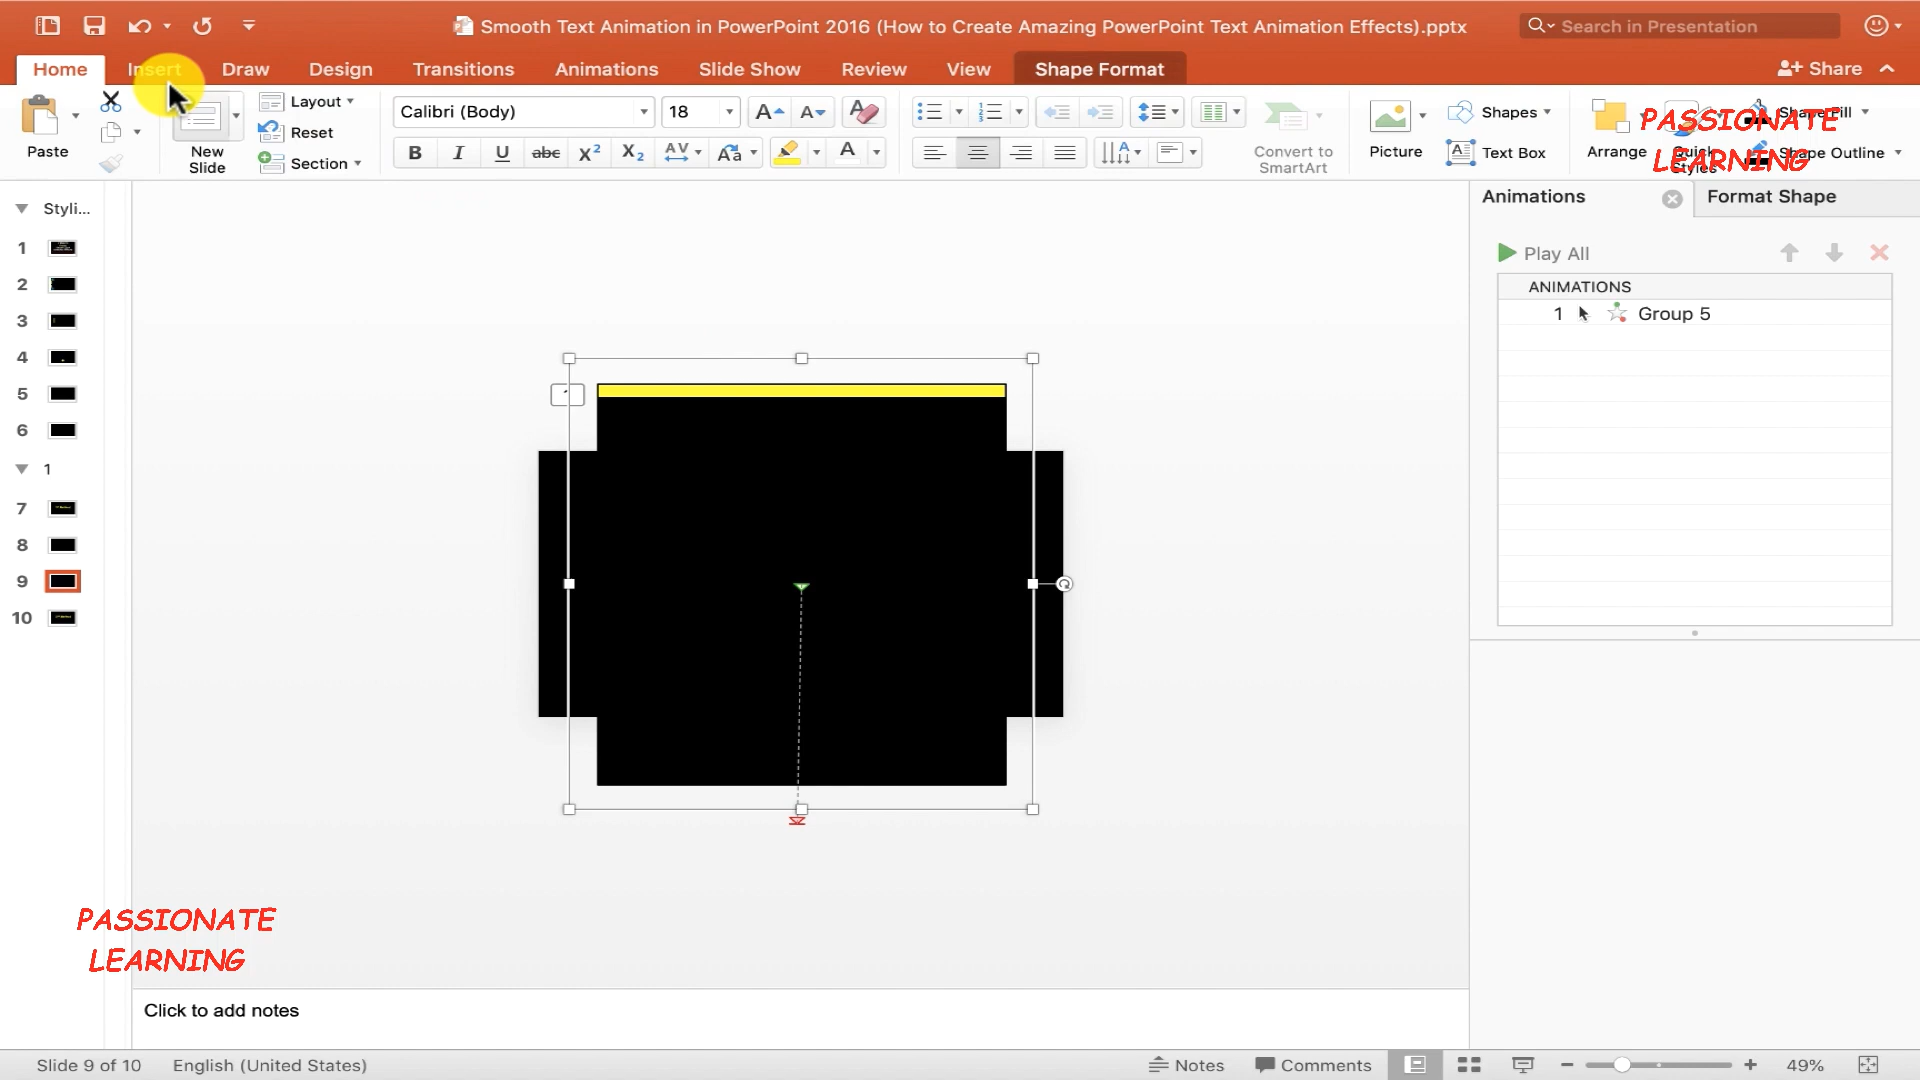 Smooth Text Animation in PowerPoint 2016 (How to Create Amazing PowerPoint Text Animation Effects).pptx
Search in Presentation
Home Insert Draw Design Transitions Animations Slide Show Review View Shape Format
Share
Paste
New Slide
Layout
Reset
Section
Calibri (Body)
18
Convert to SmartArt
Picture
Shapes
Text Box
Arrange
Quick Styles
Shape Fill
Shape Outline
PASSIONATE
LEARNING
Styli...
1
2
3
4
5
6
1
7
8
9
10
Animations
Format Shape
Play All
ANIMATIONS
1 Group 5
PASSIONATE
LEARNING
Click to add notes
Slide 9 of 10
English (United States)
Notes
Comments
49%